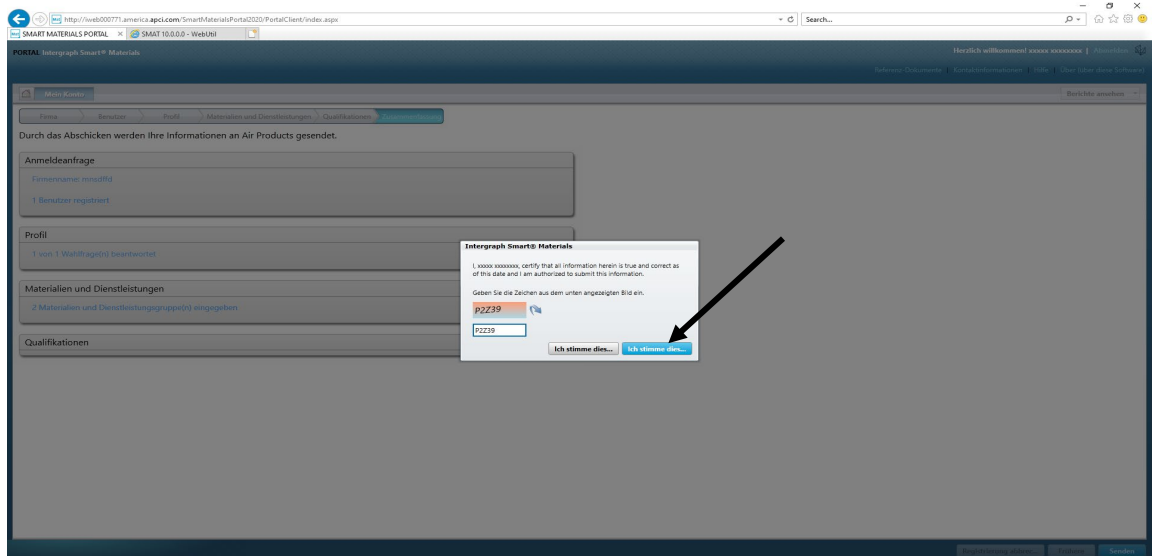 http://iweb000771.america.apci.com/SmartMaterialsPortal2020/PortalClient/index.aspx
Search...
SMART MATERIALS PORTAL
SMAT 10.0.0.0 - WebUtil
PORTAL Intergraph Smart® Materials
Herzlich willkommen! xxxxx xxxxxxxx | Abmelden
Referenz-Dokumente | Kontaktinformationen | Hilfe | Über (über diese Software)
Mein Konto
Berichte ansehen
Firma
Benutzer
Profil
Materialien und Dienstleistungen
Qualifikationen
Zusammenfassung
Durch das Abschicken werden Ihre Informationen an Air Products gesendet.
Anmeldeanfrage
Firmenname: mnsdffd
1 Benutzer registriert
Profil
1 von 1 Wahlfrage(n) beantwortet
Materialien und Dienstleistungen
2 Materialien und Dienstleistungsgruppe(n) eingegeben
Qualifikationen
Intergraph Smart® Materials
I, xxxxx xxxxxxxx, certify that all information herein is true and correct as
of this date and I am authorized to submit this information.
Geben Sie die Zeichen aus dem unten angezeigten Bild ein.
P2Z39
P2Z39
Ich stimme dies...
Ich stimme dies...
Senden